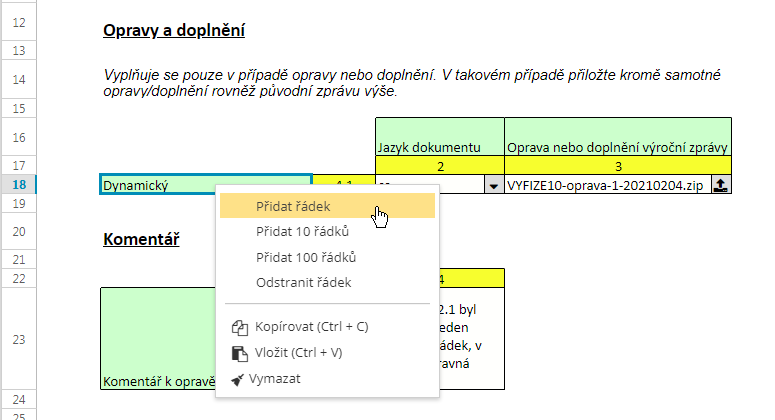 12
Opravy a doplnění
13
14
Vyplňuje se pouze v případě opravy nebo doplnění. V takovém případě přiložte kromě samotné
opravy/doplnění rovněž původní zprávu výše.
15
16
Jazyk dokumentu
Oprava nebo doplnění výroční zprávy
17
2
3
18
Dynamický
VYFIZE10-oprava-1-20210204.zip
19
Přidat řádek
20
Komentář
Přidat 10 řádků
21
Přidat 100 řádků
22
4
Odstranit řádek
23
2.1 byl
Kopírovat (Ctrl + C)
Vložit (Ctrl + V)
Komentář k opravě
Vymazat
24
25